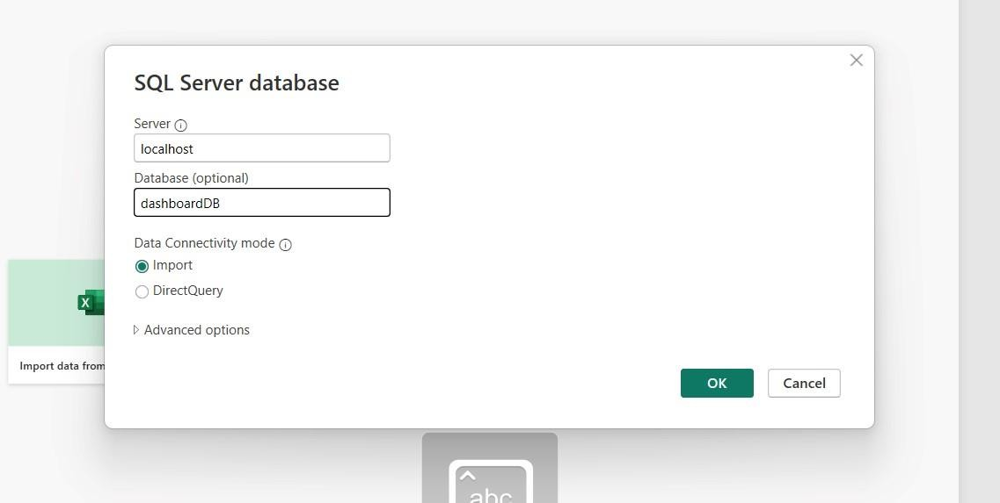 SQL Server database
Server
localhost
Database (optional)
dashboardDB
Data Connectivity mode
Import
DirectQuery
Advanced options
X
Import data from
OK
Cancel
abc